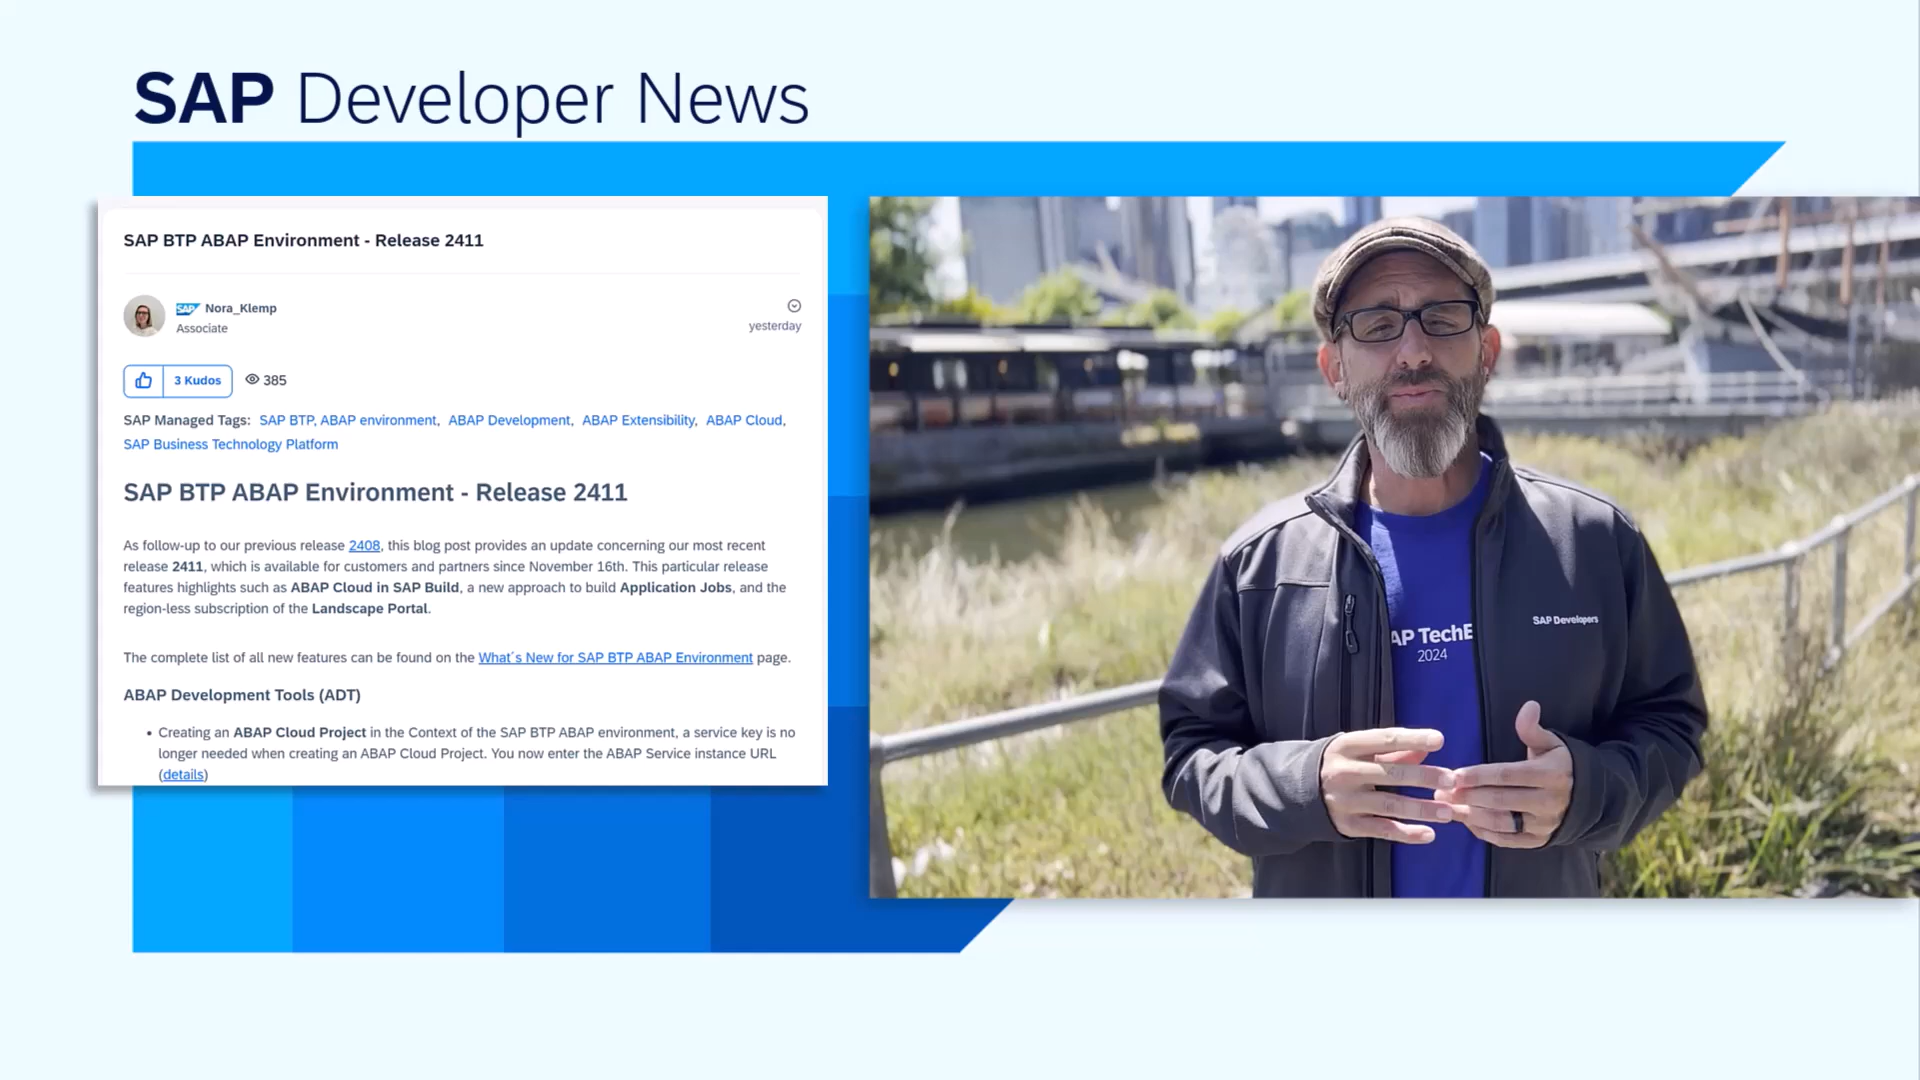 SAP Developer News
SAP BTP ABAP Environment - Release 2411
SAP Nora_Klemp
Associate
yesterday
3 Kudos 385
SAP Managed Tags: SAP BTP, ABAP environment, ABAP Development, ABAP Extensibility, ABAP Cloud,
SAP Business Technology Platform
SAP BTP ABAP Environment - Release 2411
As follow-up to our previous release 2408, this blog post provides an update concerning our most recent
release 2411, which is available for customers and partners since November 16th. This particular release
features highlights such as ABAP Cloud in SAP Build, a new approach to build Application Jobs, and the
region-less subscription of the Landscape Portal.
The complete list of all new features can be found on the What´s New for SAP BTP ABAP Environment page.
ABAP Development Tools (ADT)
• Creating an ABAP Cloud Project in the Context of the SAP BTP ABAP environment, a service key is no
longer needed when creating an ABAP Cloud Project. You now enter the ABAP Service instance URL
(details)
SAP Developers
AP TechE
2024